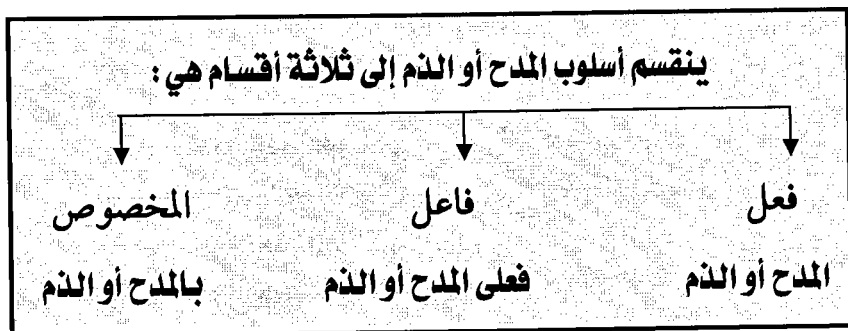 ينقسم أسلوب المدح أو الذم إلى ثلاثة أقسام هي :
فعل فاعل المخصوص
المدح أو الذم فعلى المدح أو الذم بالمدح أو الذم